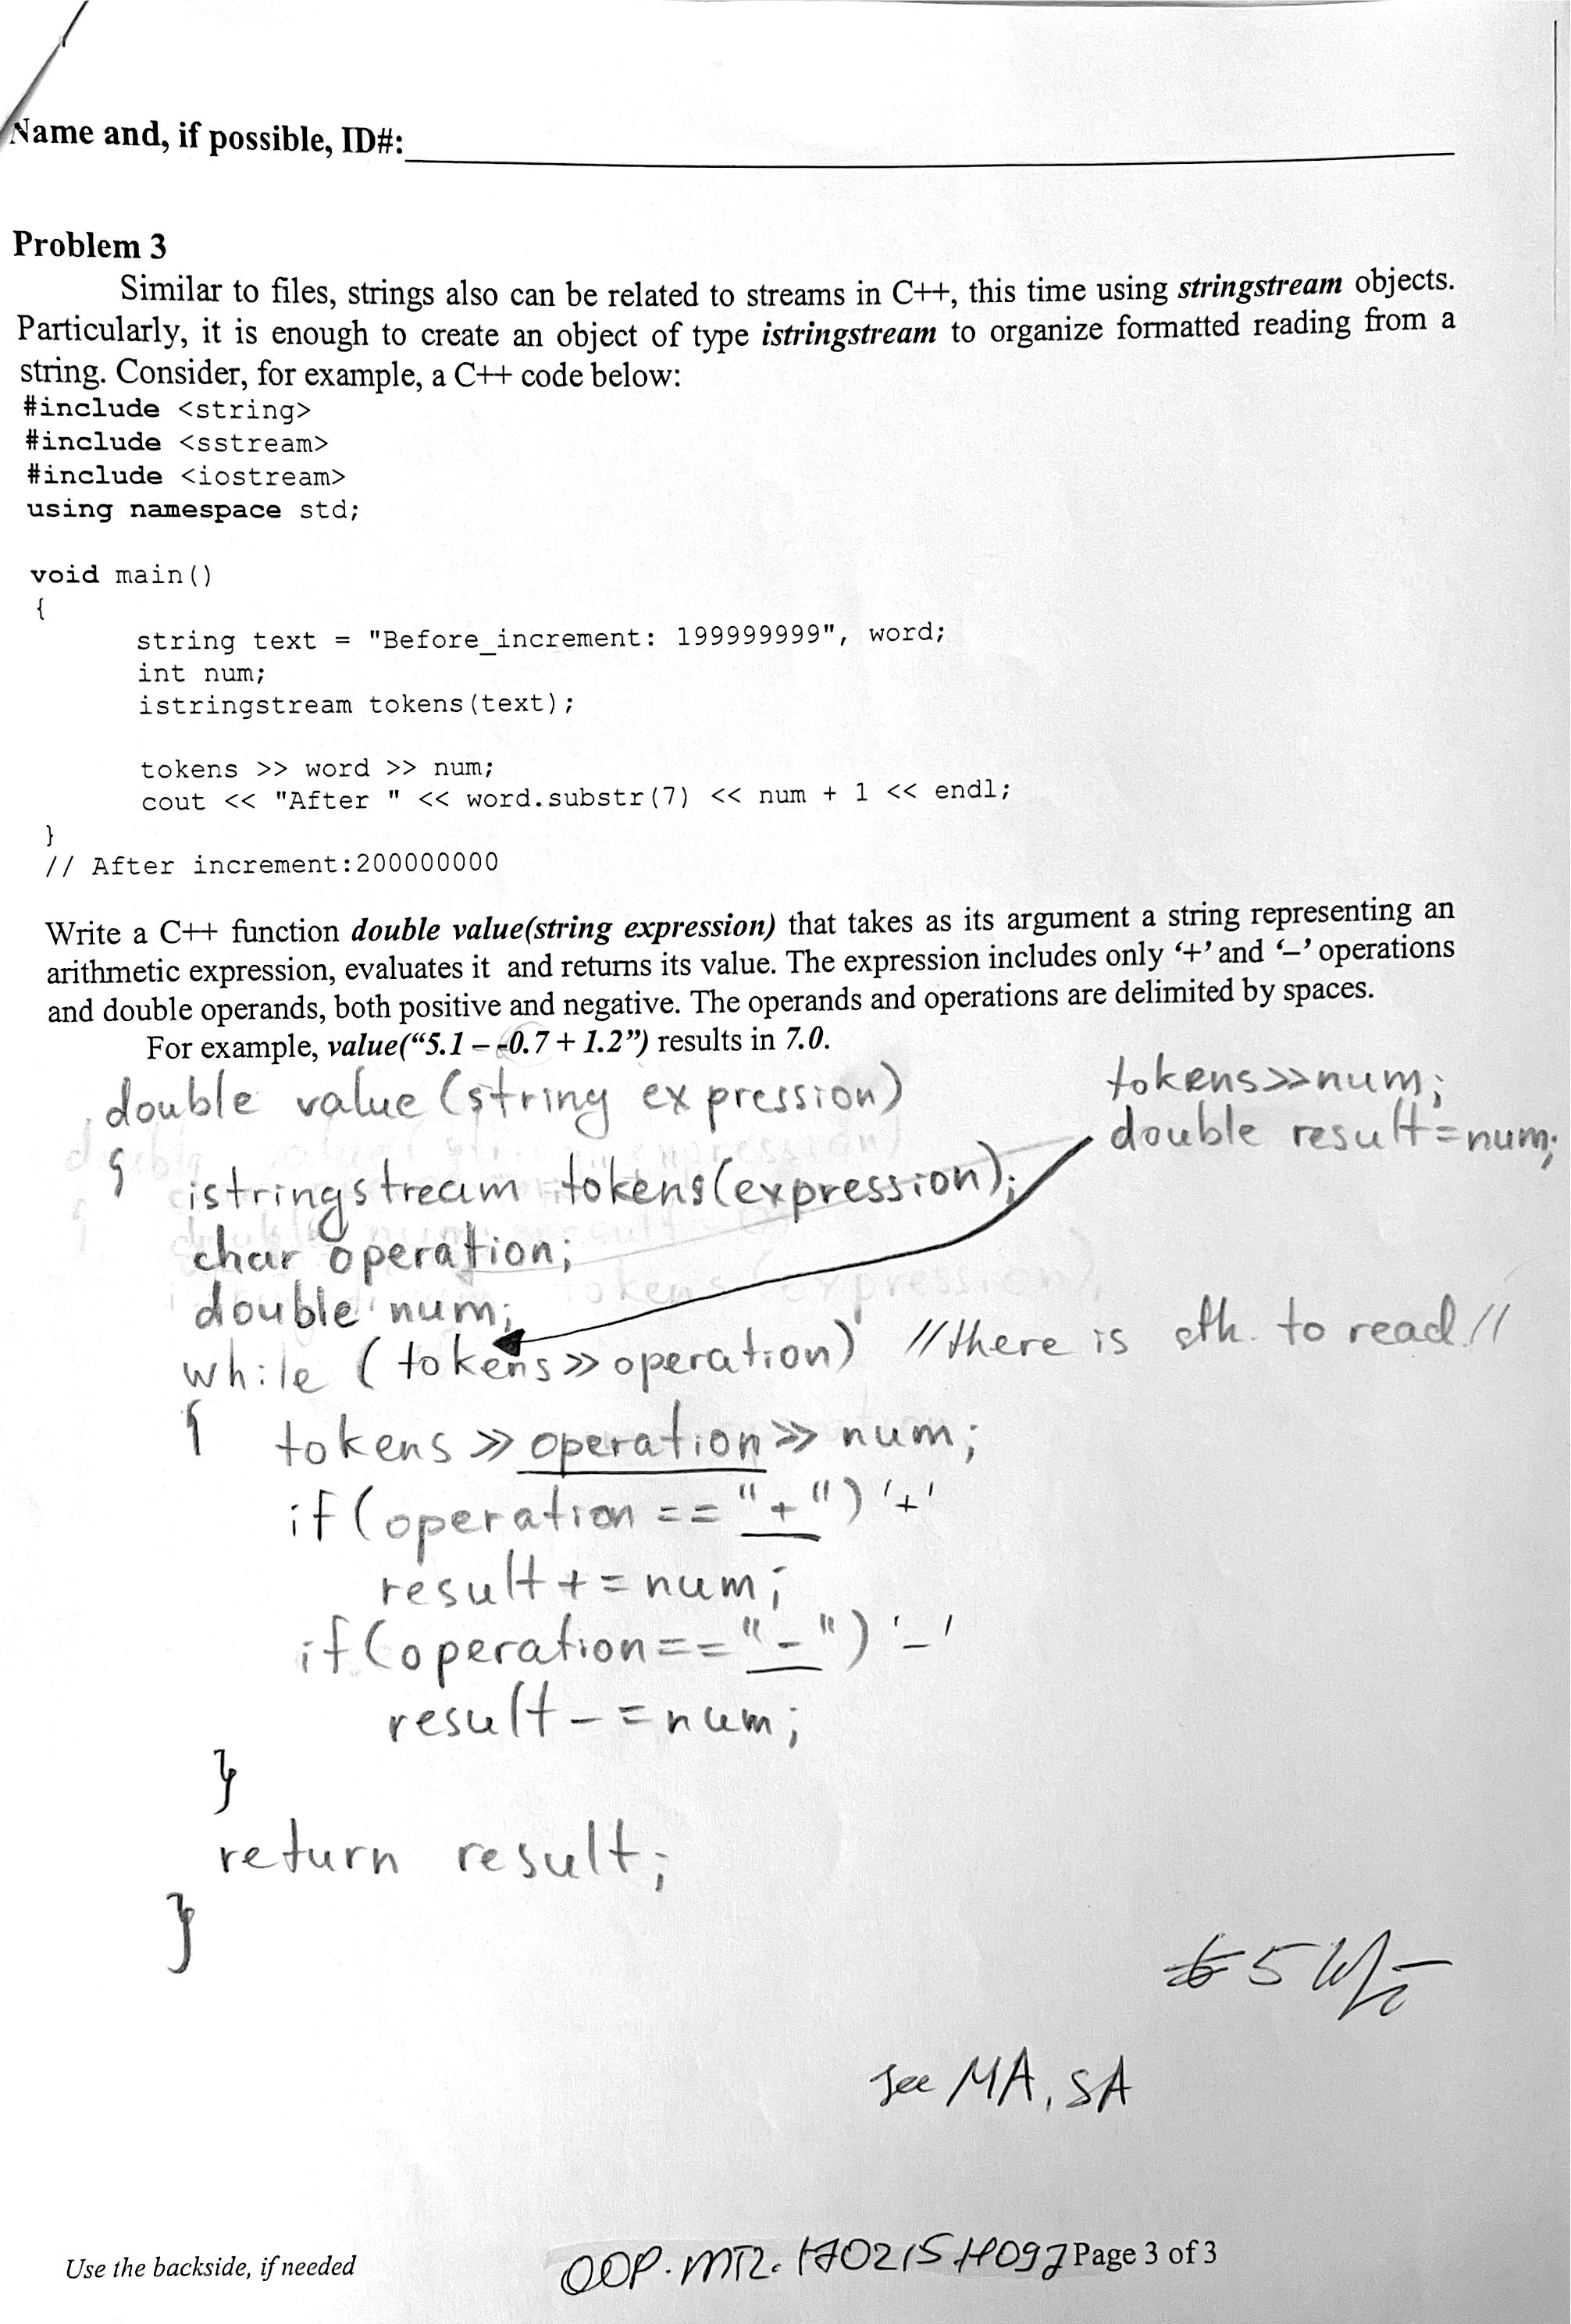 Name and, if possible, ID#:
Problem 3
Similar to files, strings also can be related to streams in C++, this time using stringstream objects.
Particularly, it is enough to create an object of type istringstream to organize formatted reading from a
string. Consider, for example, a C++ code below:
#include <string>
#include <sstream>
#include <iostream>
using namespace std;
void main()
{
string text = "Before_increment: 199999999", word;
int num;
istringstream tokens(text);
tokens >> word >> num;
cout << "After " << word.substr(7) << num + 1 << endl;
}
// After increment:200000000
Write a C++ function double value(string expression) that takes as its argument a string representing an
arithmetic expression, evaluates it and returns its value. The expression includes only ‘+’ and ‘–’ operations
and double operands, both positive and negative. The operands and operations are delimited by spaces.
For example, value(“5.1 – -0.7 + 1.2”) results in 7.0.
double value (string expression)
tokens>>num;
double result=num;
{ istringstream tokens(expression);
char operation;
double num;
while (tokens>>operation) //there is sth. to read //
{ tokens >> operation >> num;
if (operation == "+") '+'
result += num;
if (operation == "-") '-'
result -= num;
}
return result;
}
5
See MA, SA
Use the backside, if needed
Page 3 of 3